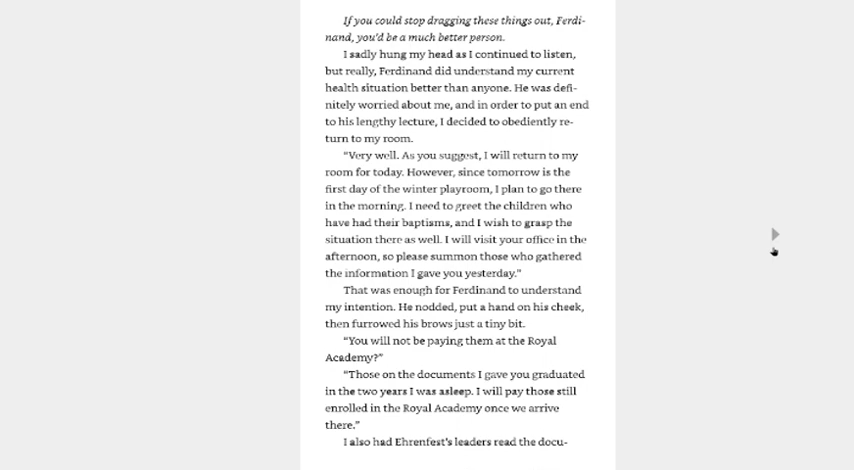 If you could stop dragging these things out, Ferdi-
nand, you'd be a much better person.
I sadly hung my head as I continued to listen,
but really, Ferdinand did understand my current
health situation better than anyone. He was defi-
nitely worried about me, and in order to put an end
to his lengthy lecture, I decided to obediently re-
turn to my room.
“Very well. As you suggest, I will return to my
room for today. However, since tomorrow is the
first day of the winter playroom, I plan to go there
in the morning. I need to greet the children who
have had their baptisms, and I wish to grasp the
situation there as well. I will visit your office in the
afternoon, so please summon those who gathered
the information I gave you yesterday.”
That was enough for Ferdinand to understand
my intention. He nodded, put a hand on his cheek,
then furrowed his brows just a tiny bit.
“You will not be paying them at the Royal
Academy?”
“Those on the documents I gave you graduated
in the two years I was asleep. I will pay those still
enrolled in the Royal Academy once we arrive
there.”
I also had Ehrenfest's leaders read the docu-